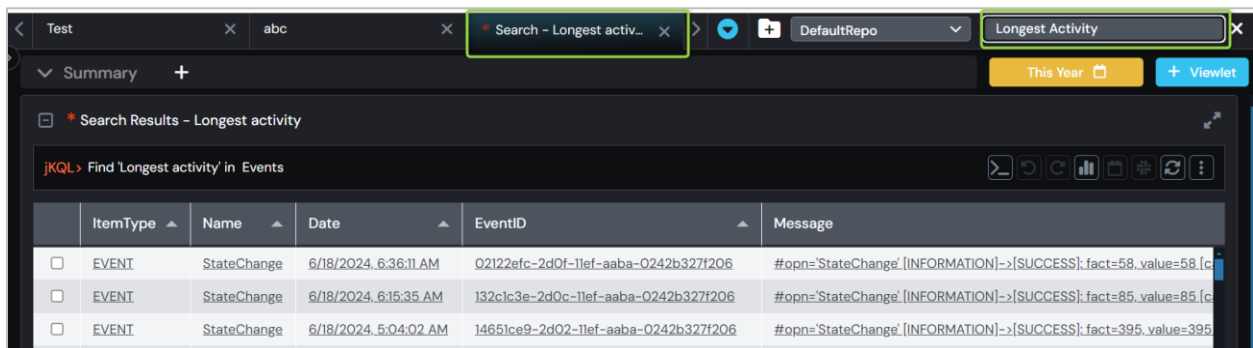 Test abc * Search - Longest activ... DefaultRepo Longest Activity
Summary This Year + Viewlet
* Search Results - Longest activity
jKQL> Find 'Longest activity' in Events
ItemType Name Date EventID Message
EVENT StateChange 6/18/2024, 6:36:11 AM 02122efc-2d0f-11ef-aaba-0242b327f206 #opn='StateChange' [INFORMATION]->[SUCCESS]: fact=58, value=58 [c
EVENT StateChange 6/18/2024, 6:15:35 AM 132c1c3e-2d0c-11ef-aaba-0242b327f206 #opn='StateChange' [INFORMATION]->[SUCCESS]: fact=85, value=85 [c
EVENT StateChange 6/18/2024, 5:04:02 AM 14651ce9-2d02-11ef-aaba-0242b327f206 #opn='StateChange' [INFORMATION]->[SUCCESS]: fact=395, value=395